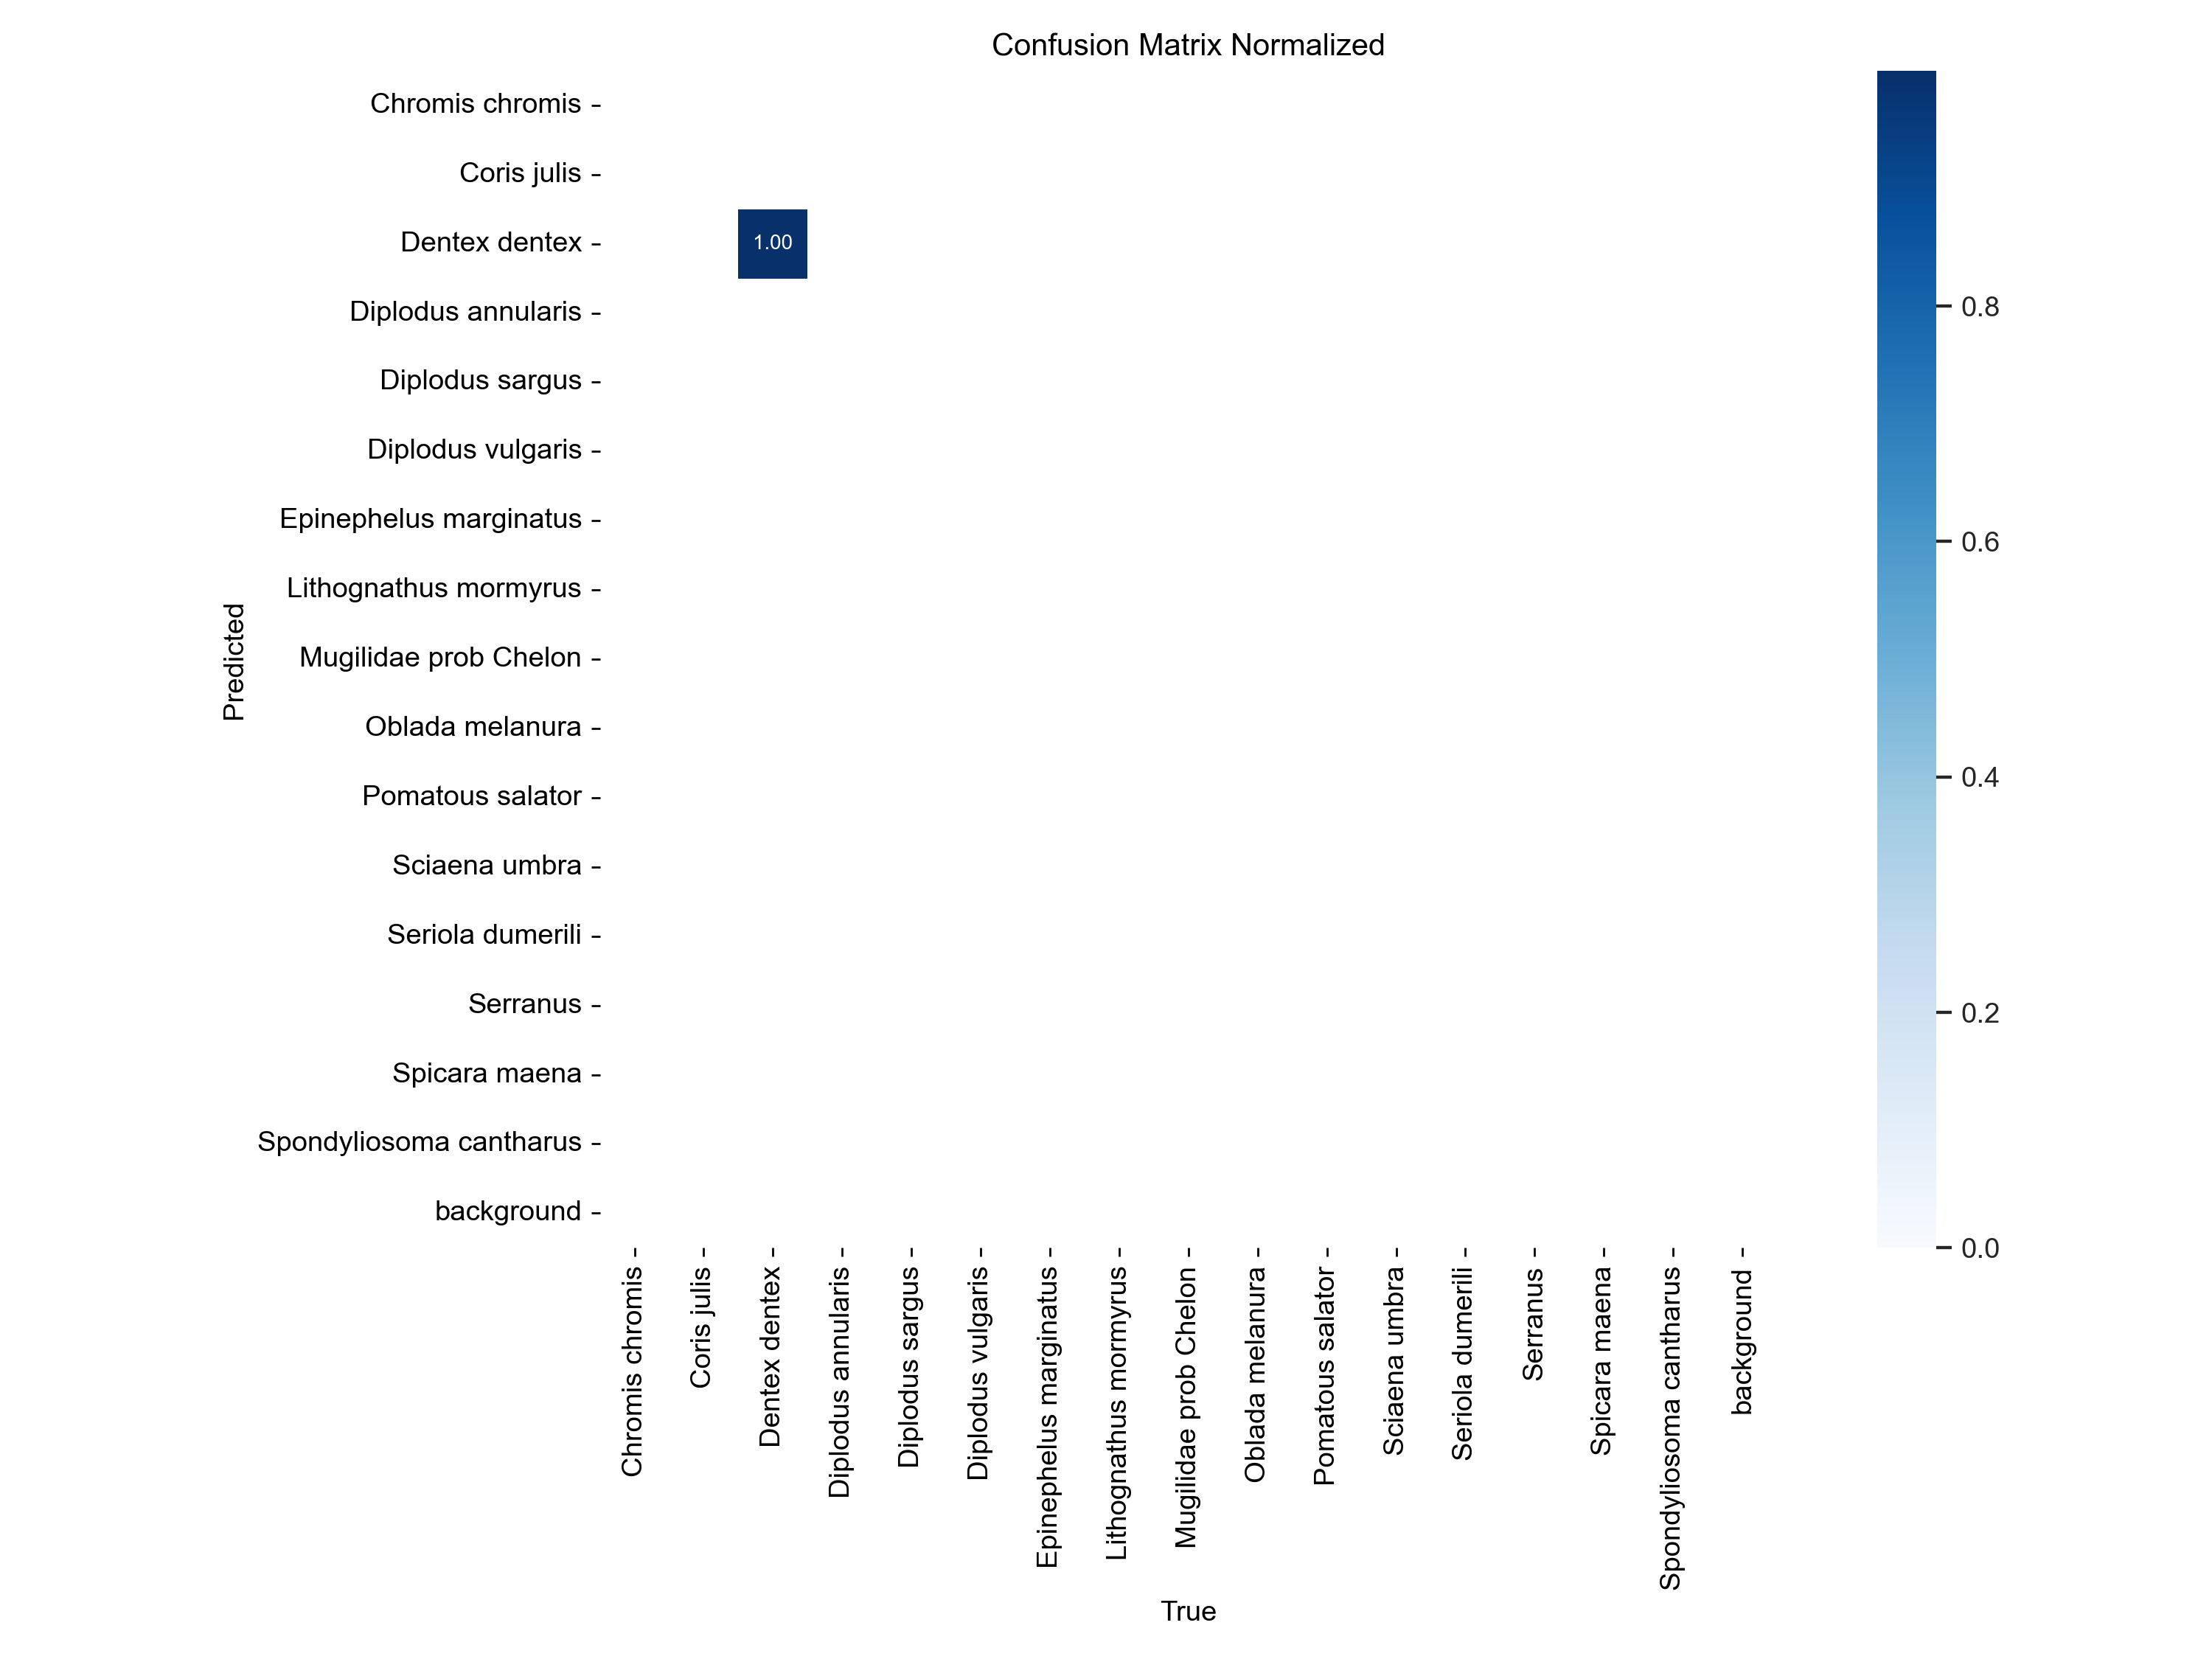 Confusion Matrix Normalized
Chromis chromis
Coris julis
Dentex dentex
1.00
Diplodus annularis
Diplodus sargus
Diplodus vulgaris
Epinephelus marginatus
Lithognathus mormyrus
Mugilidae prob Chelon
Oblada melanura
Pomatous salator
Sciaena umbra
Seriola dumerili
Serranus
Spicara maena
Spondyliosoma cantharus
background
Predicted
0.8
0.6
0.4
0.2
0.0
Chromis chromis
Coris julis
Dentex dentex
Diplodus annularis
Diplodus sargus
Diplodus vulgaris
Epinephelus marginatus
Lithognathus mormyrus
Mugilidae prob Chelon
Oblada melanura
Pomatous salator
Sciaena umbra
Seriola dumerili
Serranus
Spicara maena
Spondyliosoma cantharus
background
True